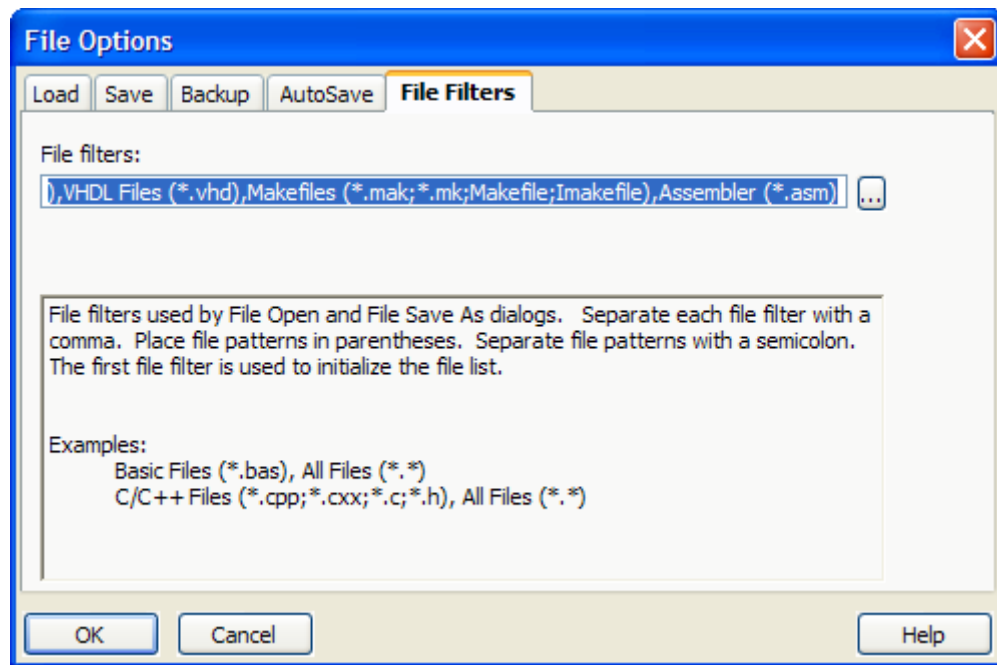 File Options
Load Save Backup AutoSave File Filters
File filters:
),VHDL Files (*.vhd),Makefiles (*.mak;*.mk;Makefile;Imakefile),Assembler (*.asm)
...
File filters used by File Open and File Save As dialogs. Separate each file filter with a
comma. Place file patterns in parentheses. Separate file patterns with a semicolon.
The first file filter is used to initialize the file list.
Examples:
Basic Files (*.bas), All Files (*.*)
C/C++ Files (*.cpp;*.cxx;*.c;*.h), All Files (*.*)
OK Cancel Help